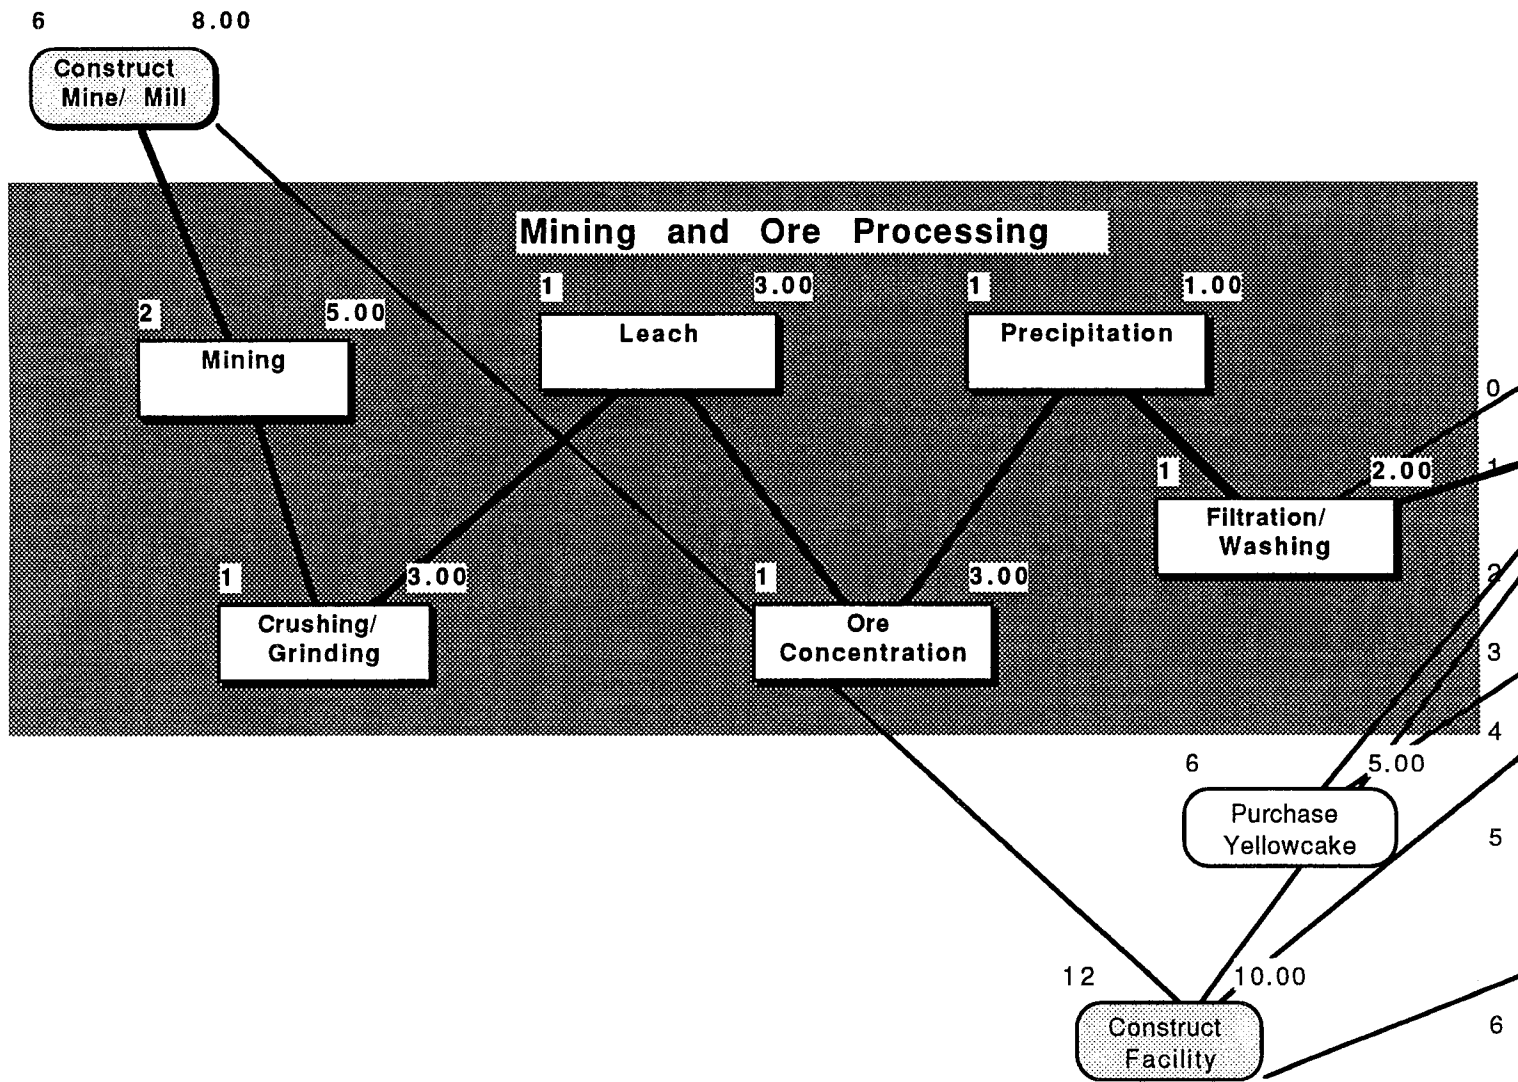 6 8.00
Construct
Mine/ Mill
Mining and Ore Processing
1 3.00
Leach
1 1.00
Precipitation
2 5.00
Mining
0
1
1 2.00
Filtration/
Washing
1 3.00
Crushing/
Grinding
1 3.00
Ore
Concentration
2
3
4
6 5.00
Purchase
Yellowcake
5
12 10.00
Construct
Facility
6